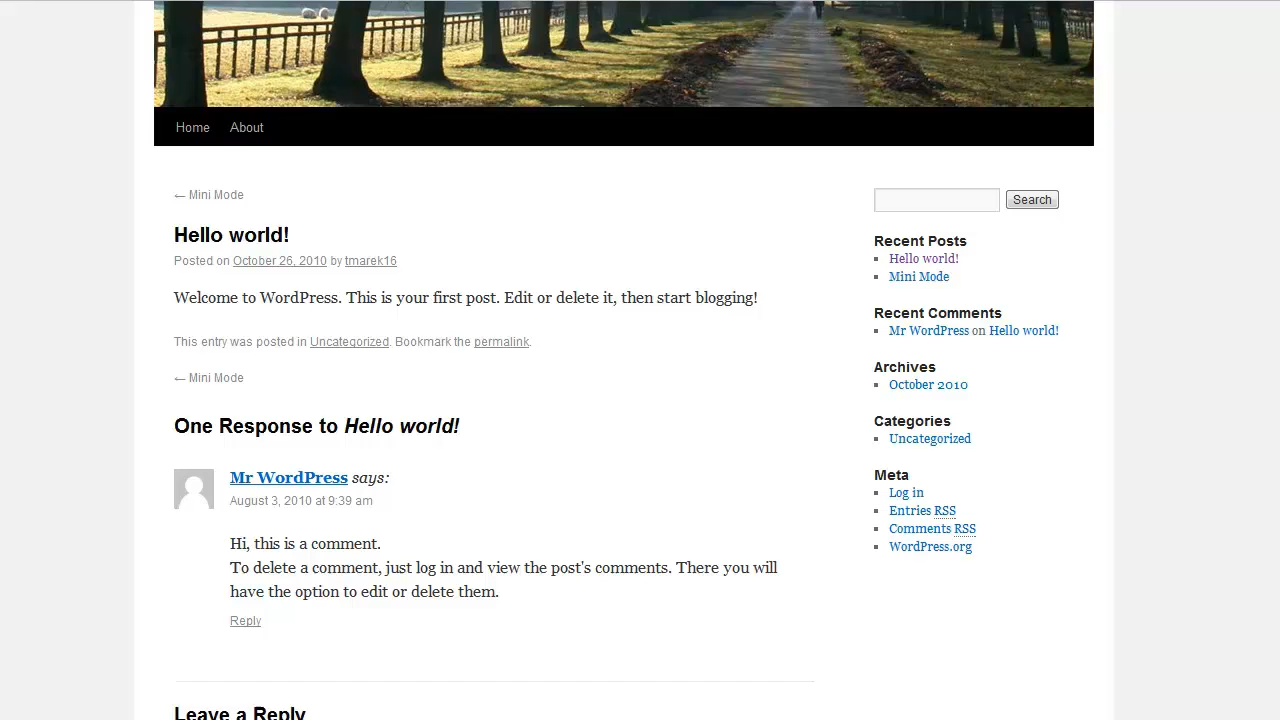 Home About
← Mini Mode
Hello world!
Posted on October 26, 2010 by tmarek16
Welcome to WordPress. This is your first post. Edit or delete it, then start blogging!
This entry was posted in Uncategorized. Bookmark the permalink.
← Mini Mode
One Response to Hello world!
Mr WordPress says:
August 3, 2010 at 9:39 am
Hi, this is a comment.
To delete a comment, just log in and view the post's comments. There you will
have the option to edit or delete them.
Reply
Leave a Reply
Search
Recent Posts
Hello world!
Mini Mode
Recent Comments
Mr WordPress on Hello world!
Archives
October 2010
Categories
Uncategorized
Meta
Log in
Entries RSS
Comments RSS
WordPress.org